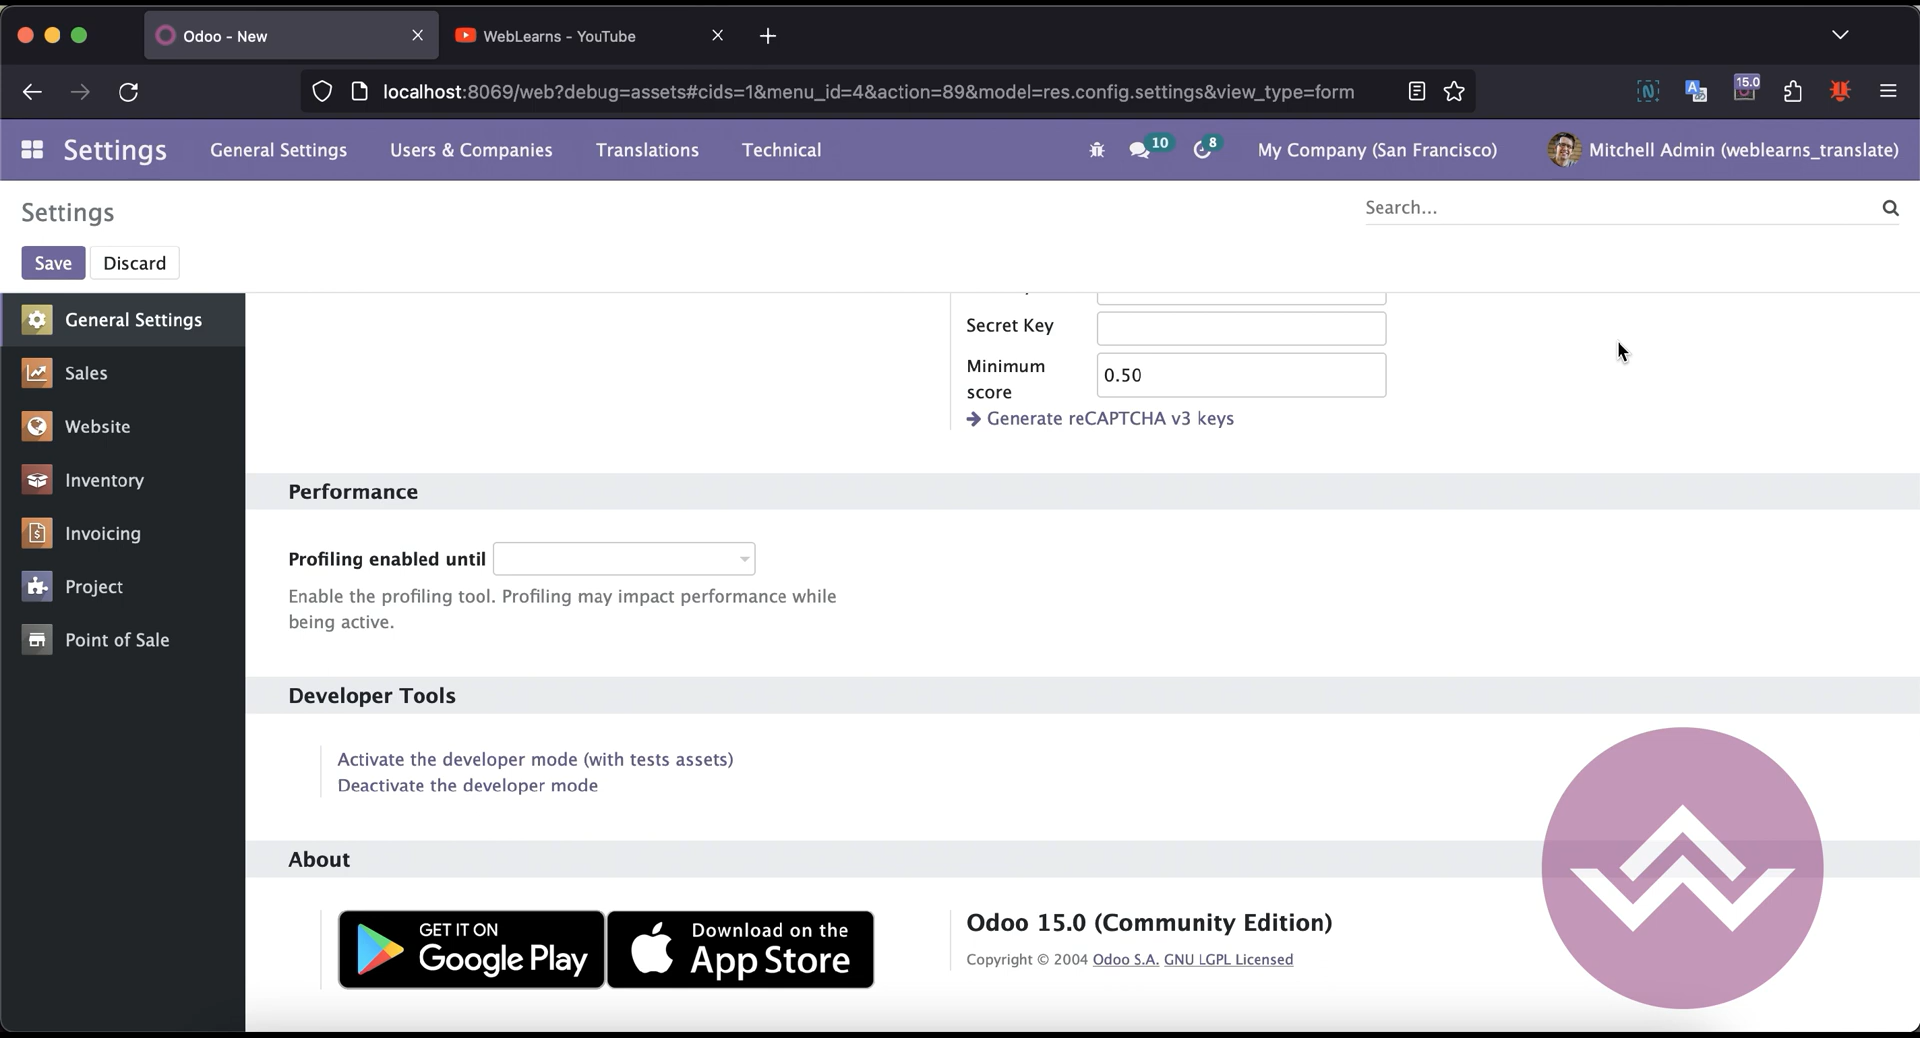 Odoo - New
WebLearns - YouTube
localhost:8069/web?debug=assets#cids=1&menu_id=4&action=89&model=res.config.settings&view_type=form
15.0
Settings
General Settings
Users & Companies
Translations
Technical
10
8
My Company (San Francisco)
Mitchell Admin (weblearns_translate)
Settings
Search...
Save
Discard
General Settings
Sales
Website
Inventory
Invoicing
Project
Point of Sale
Secret Key
Minimum
score
0.50
Generate reCAPTCHA v3 keys
Performance
Profiling enabled until
Enable the profiling tool. Profiling may impact performance while
being active.
Developer Tools
Activate the developer mode (with tests assets)
Deactivate the developer mode
About
GET IT ON
Google Play
Download on the
App Store
Odoo 15.0 (Community Edition)
Copyright © 2004 Odoo S.A. GNU LGPL Licensed